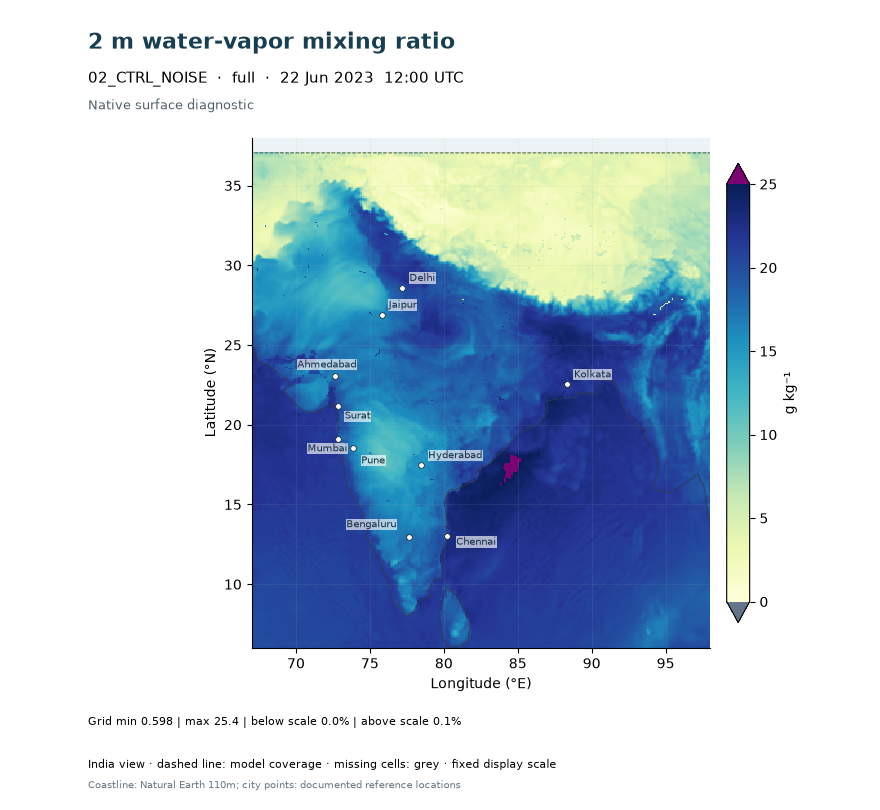 2 m water-vapor mixing ratio
02_CTRL_NOISE · full · 22 Jun 2023 12:00 UTC
Native surface diagnostic
35
30
25
20
15
10
Latitude (°N)
70
75
80
85
90
95
Longitude (°E)
Delhi
Jaipur
Ahmedabad
Kolkata
Surat
Mumbai
Pune
Hyderabad
Bengaluru
Chennai
25
20
15
10
5
0
g kg⁻¹
Grid min 0.598 | max 25.4 | below scale 0.0% | above scale 0.1%
India view · dashed line: model coverage · missing cells: grey · fixed display scale
Coastline: Natural Earth 110m; city points: documented reference locations